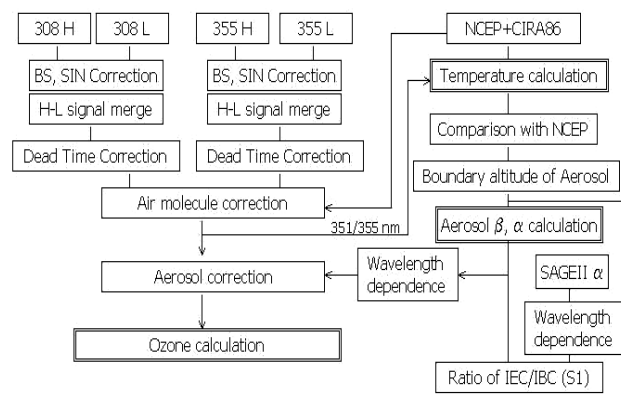 308 H 308 L 355 H 355 L NCEP+CIRA86
BS, SIN Correction BS, SIN Correction Temperature calculation
H-L signal merge H-L signal merge
Comparison with NCEP
Dead Time Correction Dead Time Correction
Boundary altitude of Aerosol
Air molecule correction
351/355 nm
Aerosol β, α calculation
Aerosol correction
Wavelength
dependence
SAGEII α
Wavelength
dependence
Ozone calculation
Ratio of IEC/IBC (S1)